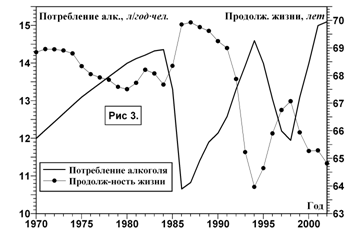 Потребление алк., л/год·чел. Продолж. жизни, лет
15
14
13
12
11
10
70
69
68
67
66
65
64
Рис 3.
Потребление алкоголя
Продолж-ность жизни
Год
1970 1975 1980 1985 1990 1995 2000